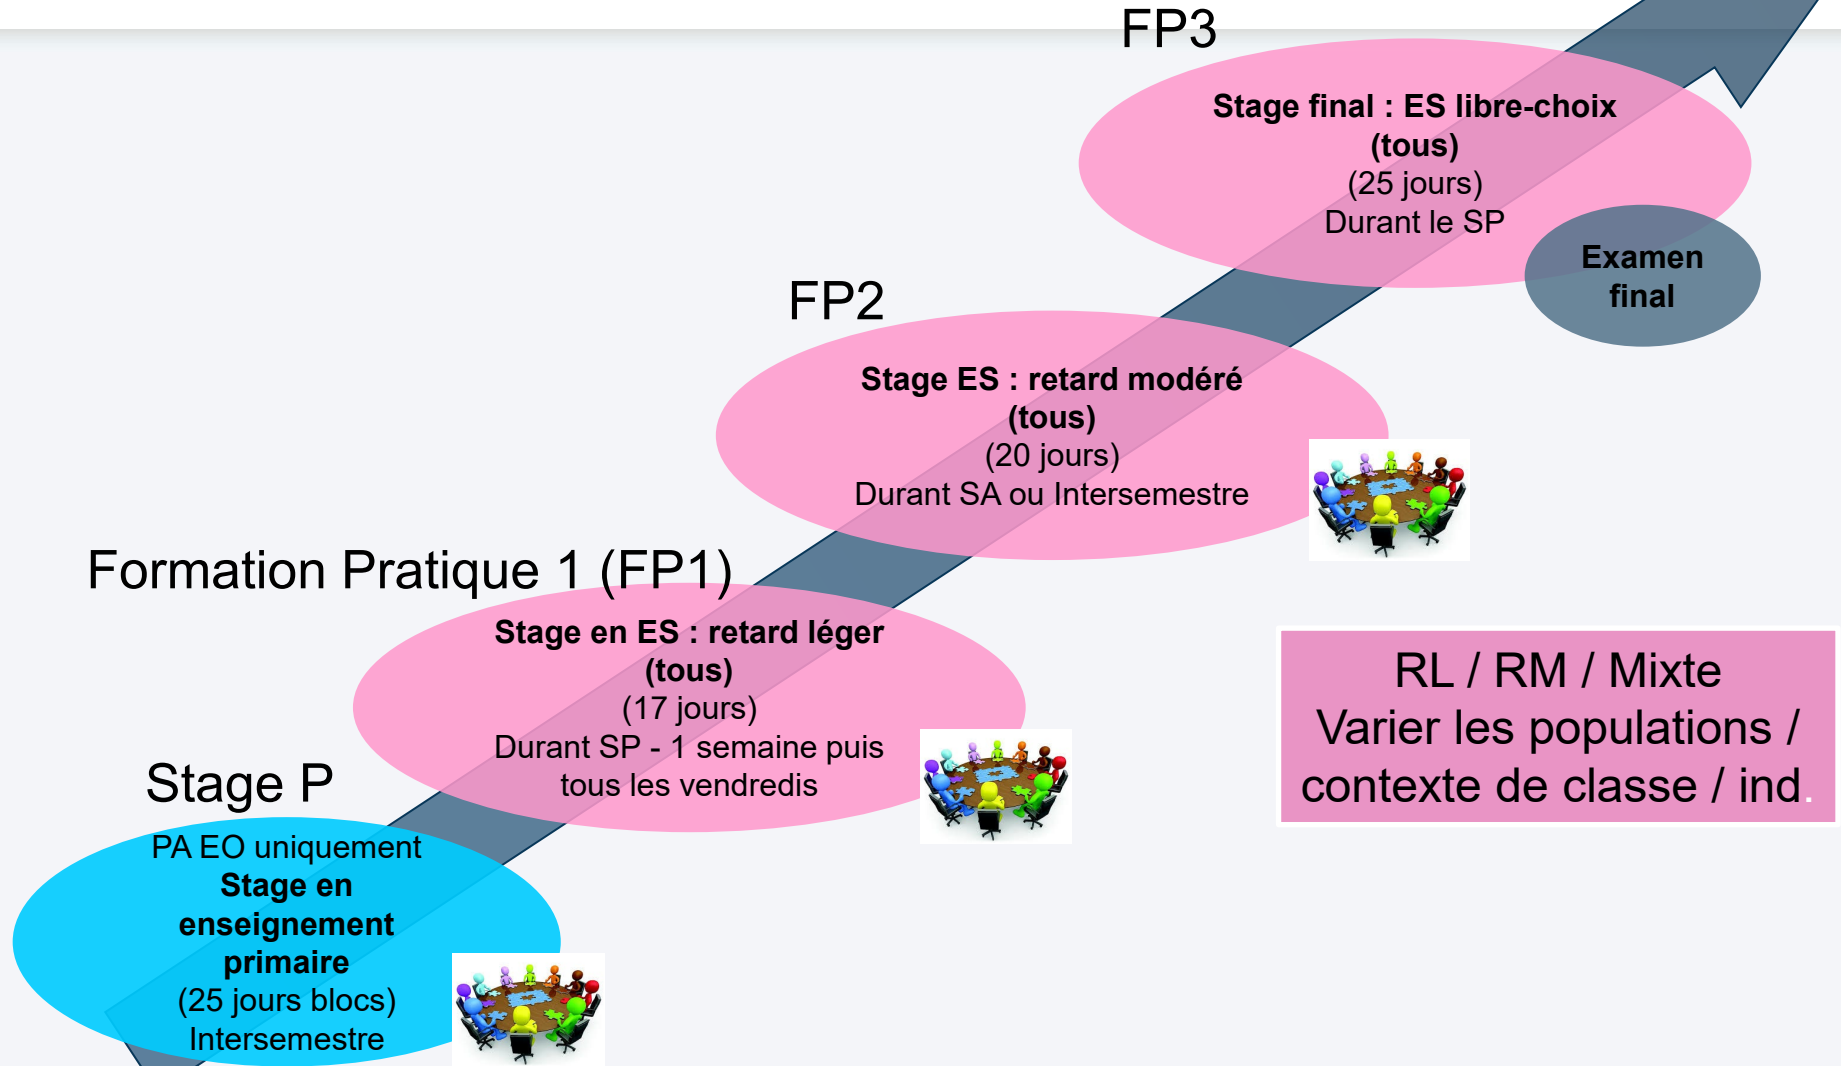 FP3
Stage final : ES libre-choix
(tous)
(25 jours)
Durant le SP
Examen
final
FP2
Stage ES : retard modéré
(tous)
(20 jours)
Durant SA ou Intersemestre
Formation Pratique 1 (FP1)
Stage en ES : retard léger
(tous)
(17 jours)
Durant SP - 1 semaine puis
tous les vendredis
RL / RM / Mixte
Varier les populations /
contexte de classe / ind.
Stage P
PA EO uniquement
Stage en
enseignement
primaire
(25 jours blocs)
Intersemestre